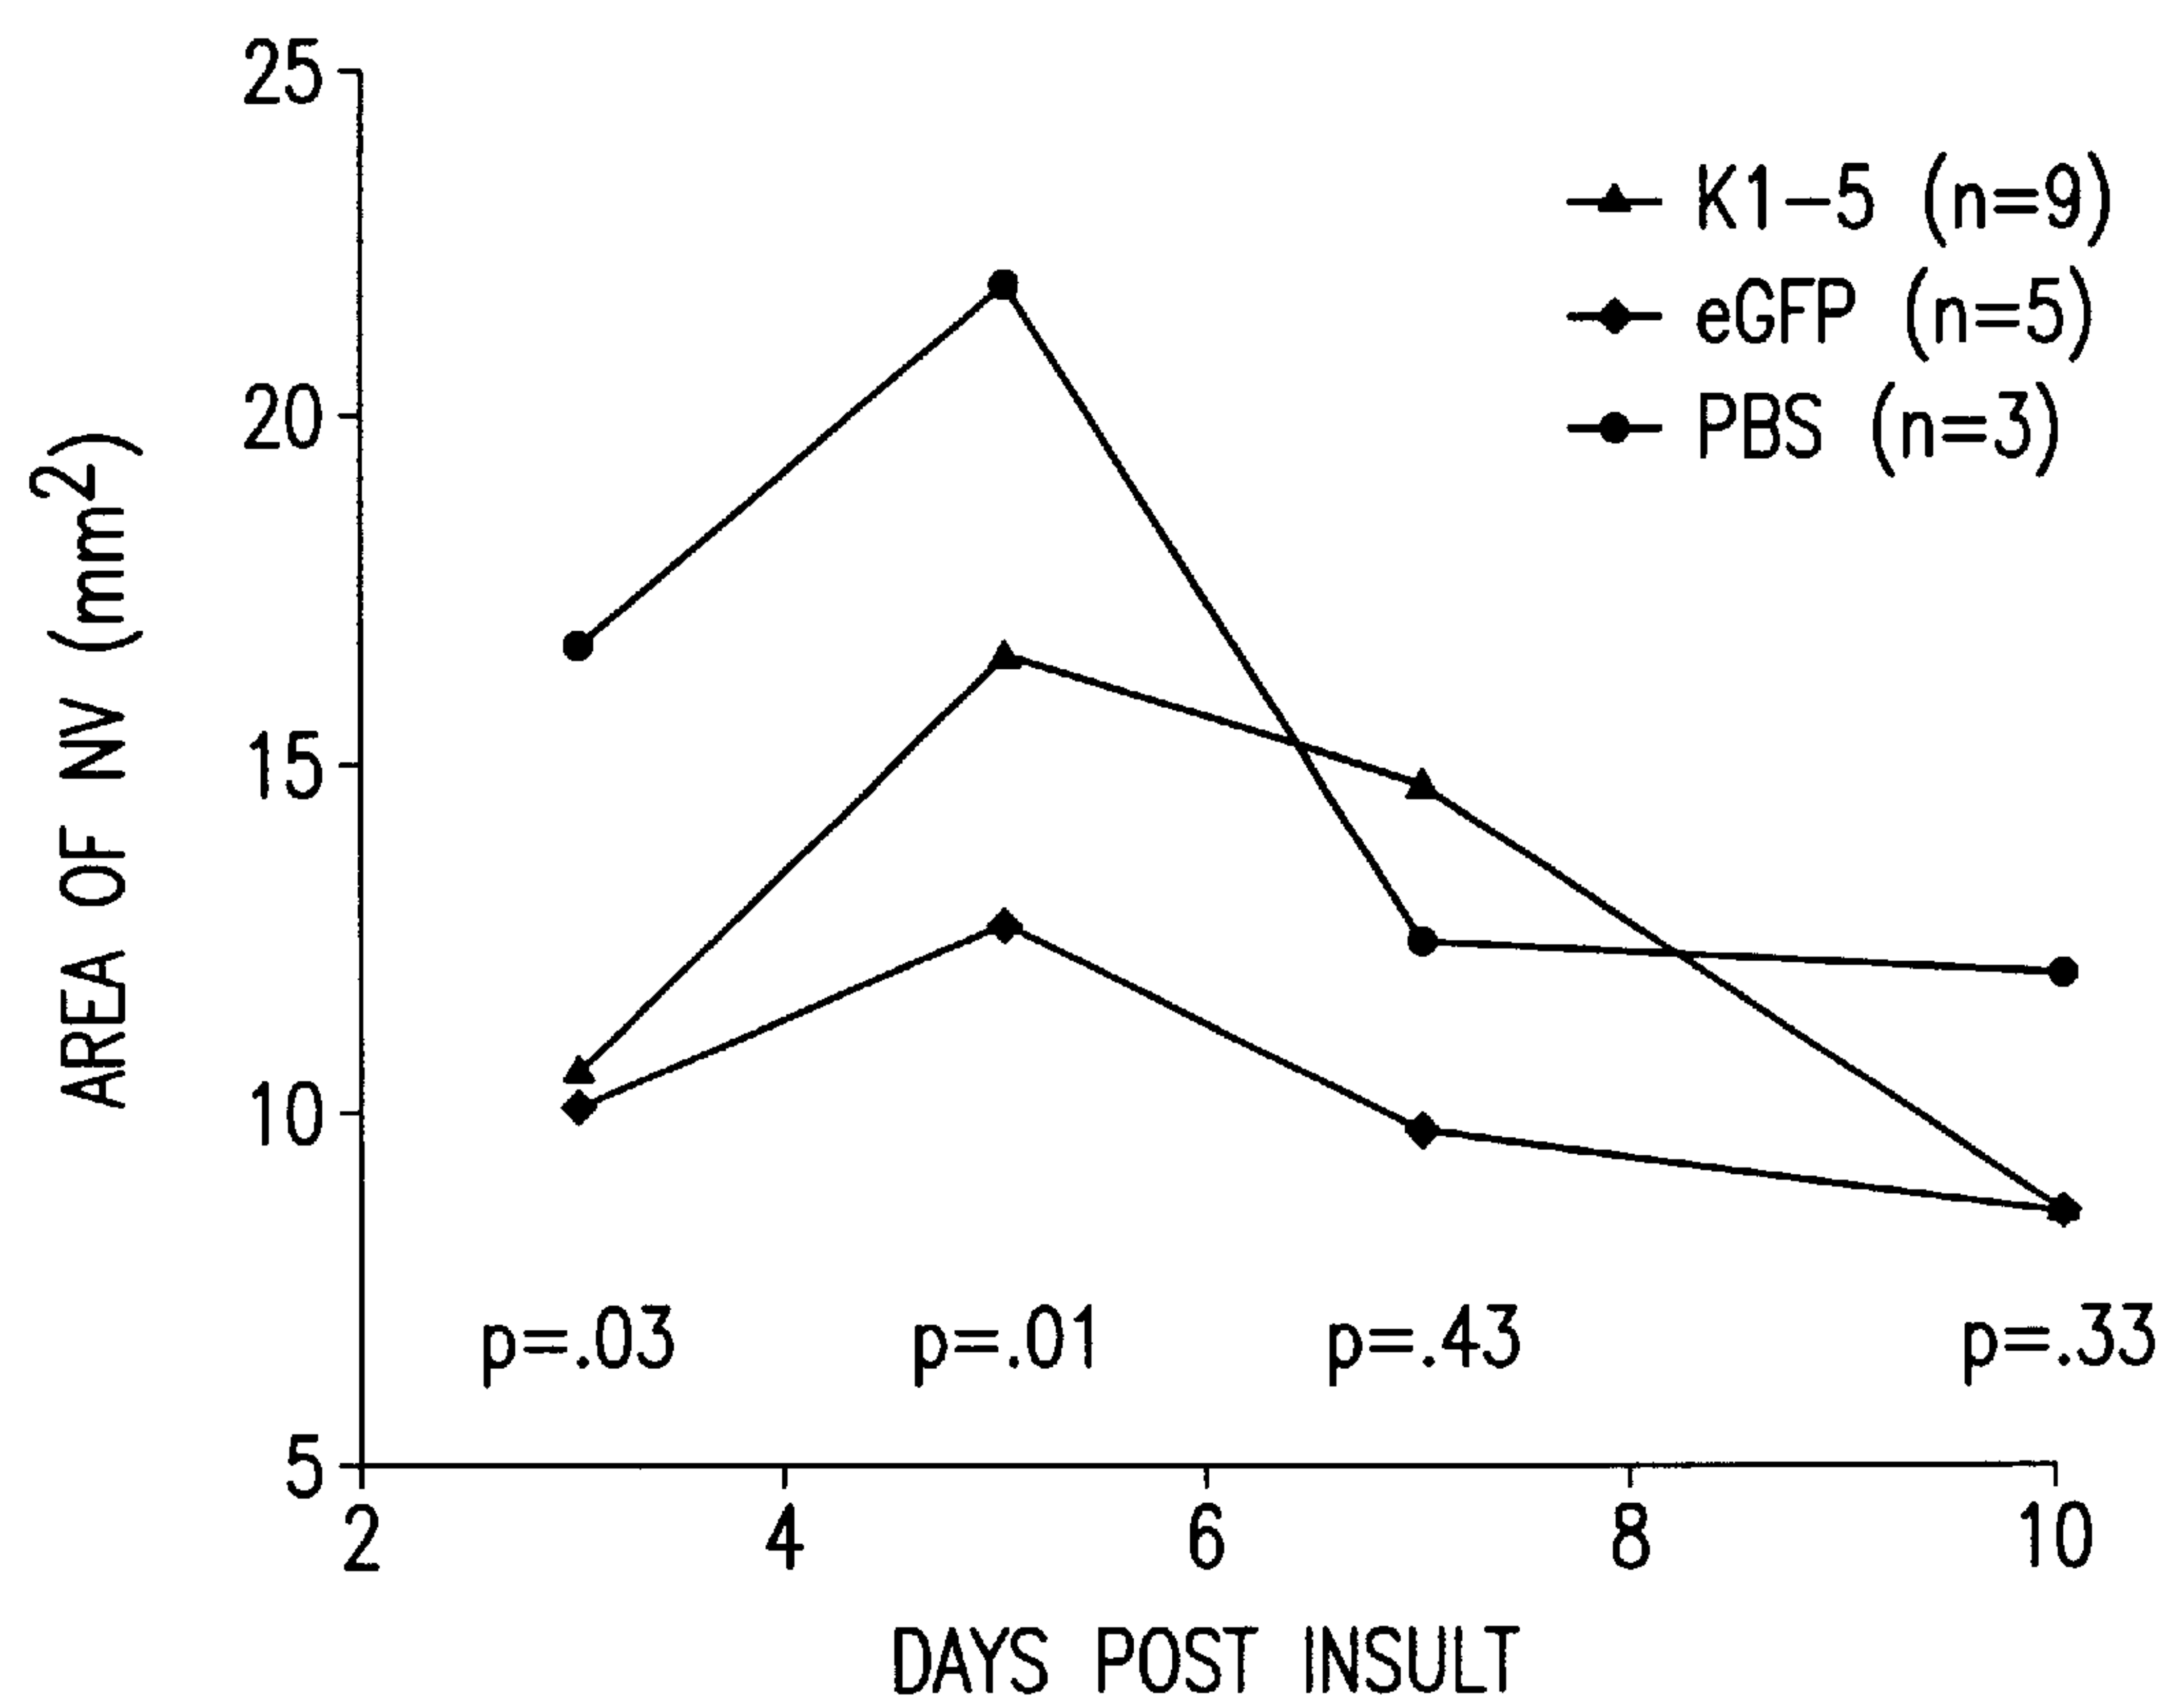 25
20
15
10
5
AREA OF NV (mm²)
K1-5 (n=9)
eGFP (n=5)
PBS (n=3)
p=.03
p=.01
p=.43
p=.33
2
4
6
8
10
DAYS POST INSULT